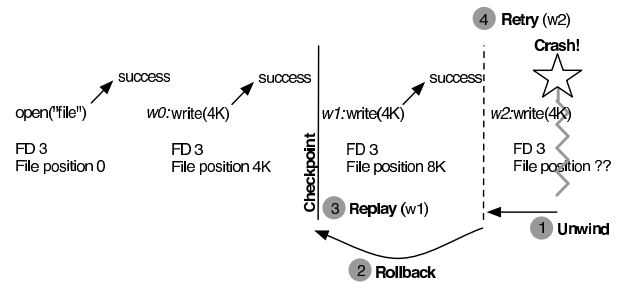 4 Retry (w2)
Crash!
success
success
success
open("file")
w0:write(4K)
w1:write(4K)
w2:write(4K)
FD 3
File position 0
FD 3
File position 4K
FD 3
File position 8K
FD 3
File position ??
Checkpoint
3 Replay (w1)
1 Unwind
2 Rollback